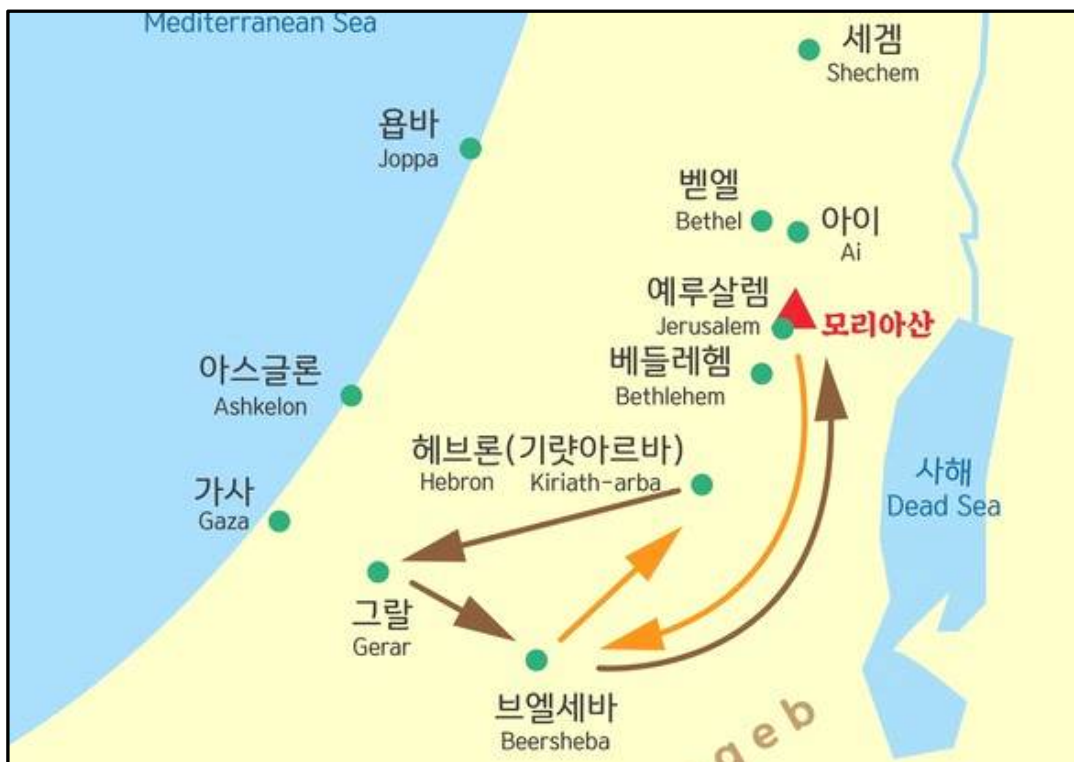 Mediterranean Sea
세겜
Shechem
욥바
Joppa
벧엘
Bethel
아이
Ai
예루살렘
Jerusalem
모리아산
베들레헴
Bethlehem
아스글론
Ashkelon
헤브론(기럇아르바)
Hebron Kiriath-arba
사해
Dead Sea
가사
Gaza
그랄
Gerar
브엘세바
Beersheba
geb